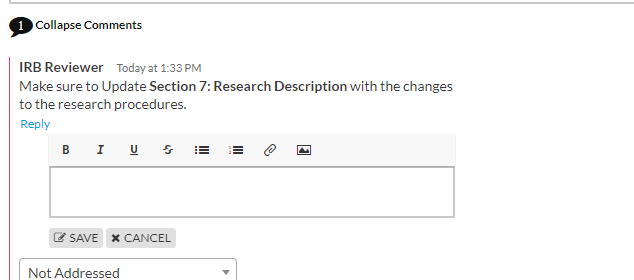 1 Collapse Comments
IRB Reviewer Today at 1:33 PM
Make sure to Update Section 7: Research Description with the changes
to the research procedures.
Reply
B I U S
SAVE CANCEL
Not Addressed